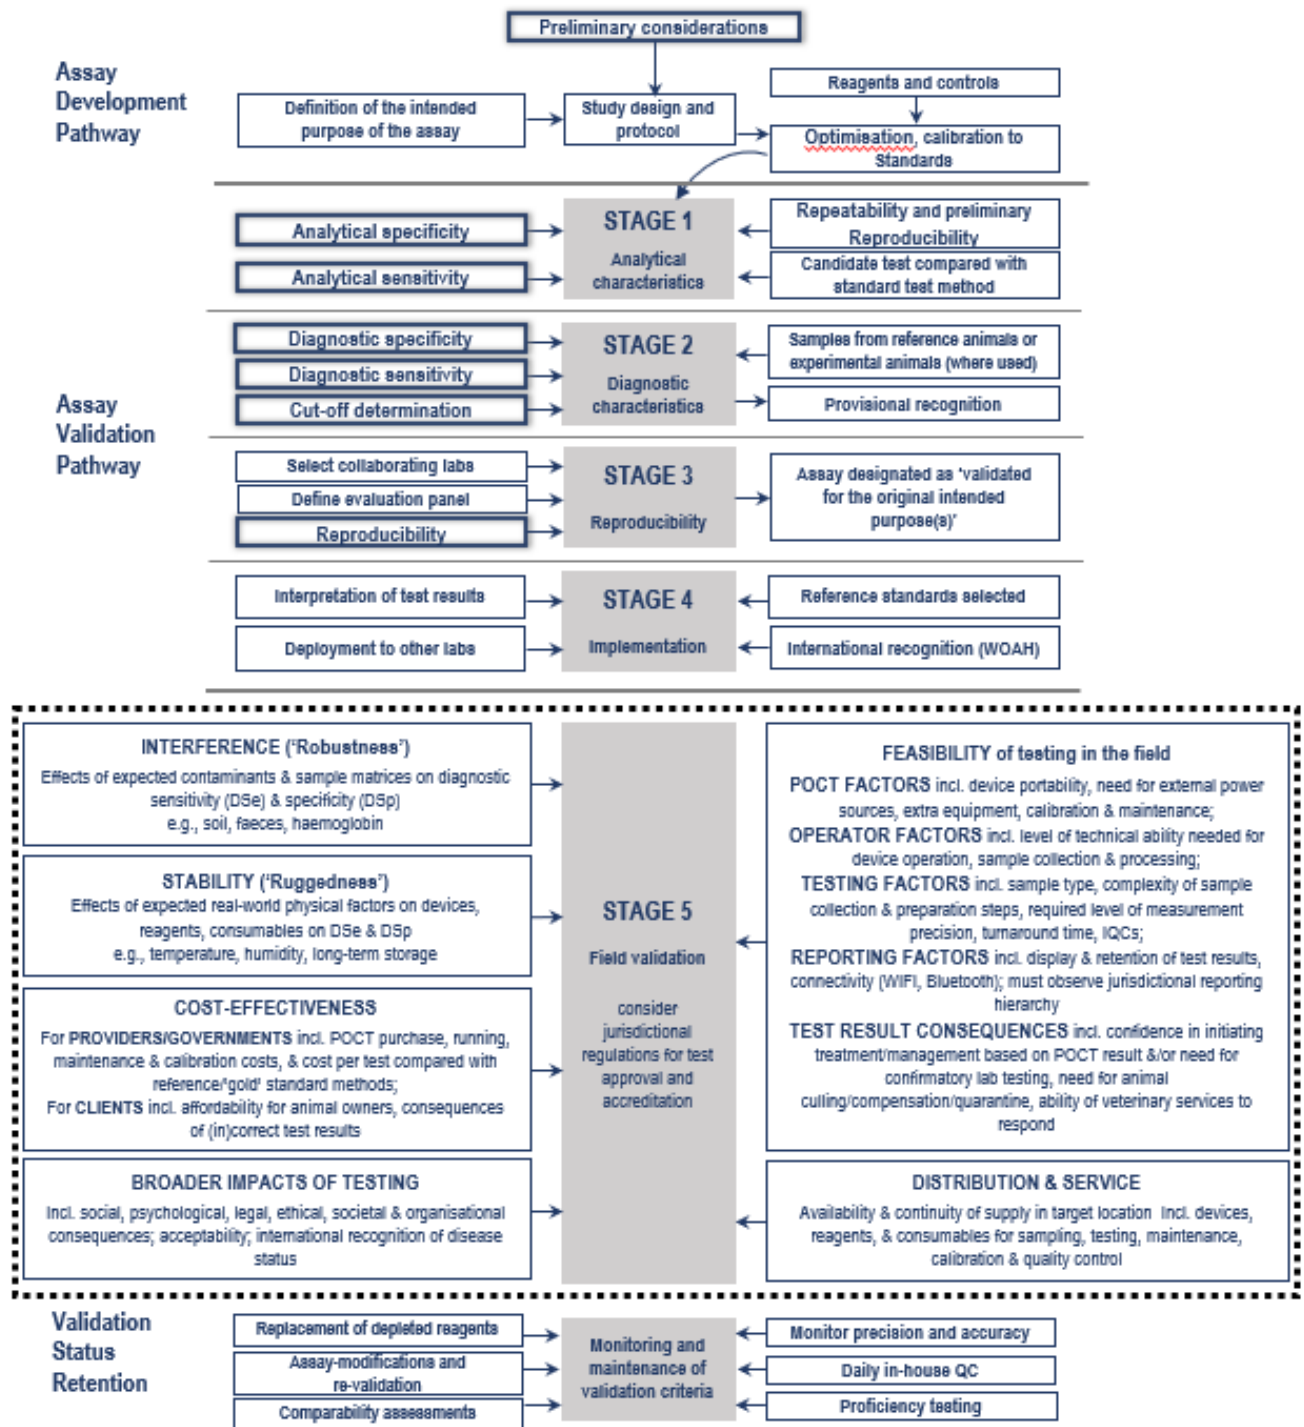 Preliminary considerations
Assay
Development
Pathway
Definition of the intended
purpose of the assay
Study design and
protocol
Reagents and controls
Optimisation, calibration to
Standards
Analytical specificity
Analytical sensitivity
STAGE 1
Analytical
characteristics
Repeatability and preliminary
Reproducibility
Candidate test compared with
standard test method
Assay
Validation
Pathway
Diagnostic specificity
Diagnostic sensitivity
Cut-off determination
STAGE 2
Diagnostic
characteristics
Samples from reference animals or
experimental animals (where used)
Provisional recognition
Select collaborating labs
Define evaluation panel
Reproducibility
STAGE 3
Reproducibility
Assay designated as ‘validated
for the original intended
purpose(s)’
Interpretation of test results
Deployment to other labs
STAGE 4
Implementation
Reference standards selected
International recognition (WOAH)
INTERFERENCE (‘Robustness’)
Effects of expected contaminants & sample matrices on diagnostic
sensitivity (DSe) & specificity (DSp)
e.g., soil, faeces, haemoglobin
STABILITY (‘Ruggedness’)
Effects of expected real-world physical factors on devices,
reagents, consumables on DSe & DSp
e.g., temperature, humidity, long-term storage
COST-EFFECTIVENESS
For PROVIDERS/GOVERNMENTS incl. POCT purchase, running,
maintenance & calibration costs, & cost per test compared with
reference/‘gold’ standard methods;
For CLIENTS incl. affordability for animal owners, consequences
of (in)correct test results
BROADER IMPACTS OF TESTING
Incl. social, psychological, legal, ethical, societal & organisational
consequences; acceptability; international recognition of disease
status
STAGE 5
Field validation
consider
jurisdictional
regulations for test
approval and
accreditation
FEASIBILITY of testing in the field
POCT FACTORS incl. device portability, need for external power
sources, extra equipment, calibration & maintenance;
OPERATOR FACTORS incl. level of technical ability needed for
device operation, sample collection & processing;
TESTING FACTORS incl. sample type, complexity of sample
collection & preparation steps, required level of measurement
precision, turnaround time, IQCs;
REPORTING FACTORS incl. display & retention of test results,
connectivity (WIFI, Bluetooth); must observe jurisdictional reporting
hierarchy
TEST RESULT CONSEQUENCES incl. confidence in initiating
treatment/management based on POCT result &/or need for
confirmatory lab testing, need for animal
culling/compensation/quarantine, ability of veterinary services to
respond
DISTRIBUTION & SERVICE
Availability & continuity of supply in target location Incl. devices,
reagents, & consumables for sampling, testing, maintenance,
calibration & quality control
Validation
Status
Retention
Replacement of depleted reagents
Assay-modifications and
re-validation
Comparability assessments
Monitoring and
maintenance of
validation criteria
Monitor precision and accuracy
Daily in-house QC
Proficiency testing